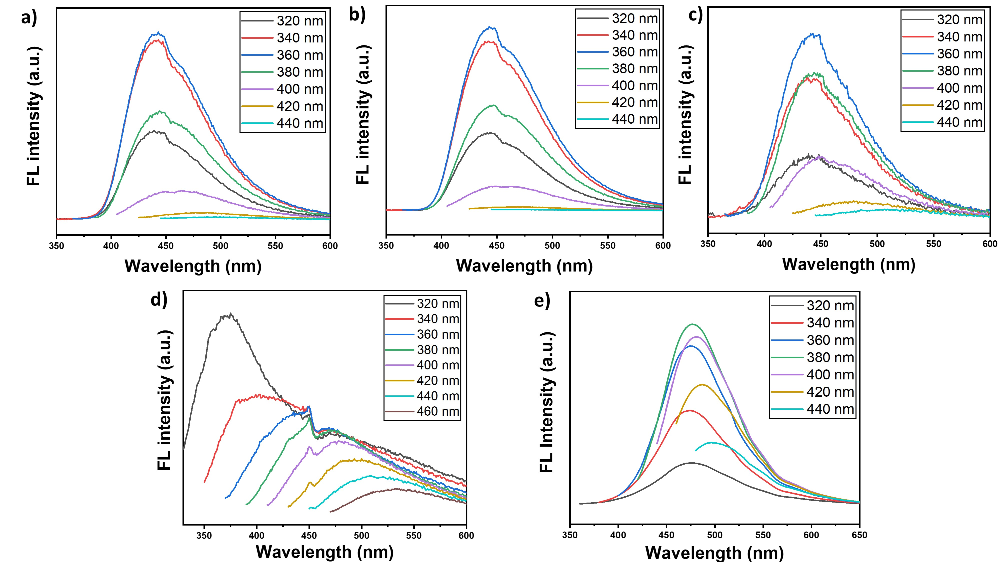 a)
FL intensity (a.u.)
320 nm
340 nm
360 nm
380 nm
400 nm
420 nm
440 nm
350 400 450 500 550 600
Wavelength (nm)
b)
FL intensity (a.u.)
320 nm
340 nm
360 nm
380 nm
400 nm
420 nm
440 nm
350 400 450 500 550 600
Wavelength (nm)
c)
FL intensity (a.u.)
320 nm
340 nm
360 nm
380 nm
400 nm
420 nm
440 nm
350 400 450 500 550 600
Wavelength (nm)
d)
FL intensity (a.u.)
320 nm
340 nm
360 nm
380 nm
400 nm
420 nm
440 nm
460 nm
350 400 450 500 550 600
Wavelength (nm)
e)
FL Intensity (a.u.)
320 nm
340 nm
360 nm
380 nm
400 nm
420 nm
440 nm
350 400 450 500 550 600 650
Wavelength (nm)